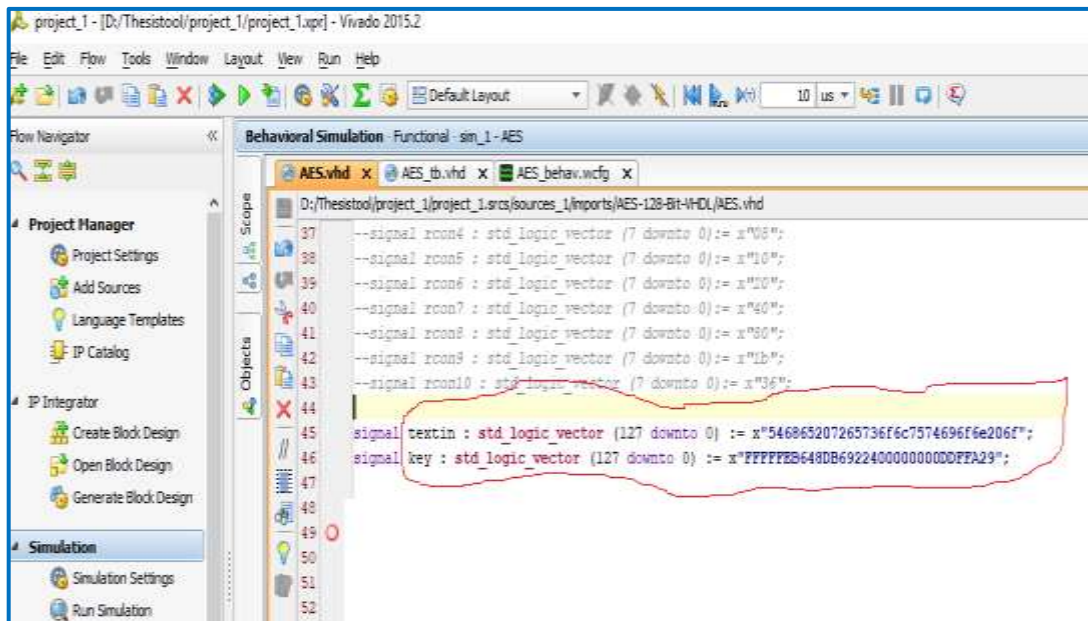 project_1 - [D:/Thesistool/project_1/project_1.xpr] - Vivado 2015.2
File Edit Flow Tools Window Layout View Run Help
Default Layout 10 us
Flow Navigator
Behavioral Simulation - Functional - sim_1 - AES
AES.vhd x AES_tb.vhd x AES_behav.wcfg x
D:/Thesistool/project_1/project_1.srcs/sources_1/imports/AES-128-Bit-VHDL/AES.vhd
Scope
Objects
Project Manager
Project Settings
Add Sources
Language Templates
IP Catalog
IP Integrator
Create Block Design
Open Block Design
Generate Block Design
Simulation
Simulation Settings
Run Simulation
37 --signal rcon4 : std_logic_vector (7 downto 0):= x"08";
38 --signal rcon5 : std_logic_vector (7 downto 0):= x"10";
39 --signal rcon6 : std_logic_vector (7 downto 0):= x"20";
40 --signal rcon7 : std_logic_vector (7 downto 0):= x"40";
41 --signal rcon8 : std_logic_vector (7 downto 0):= x"80";
42 --signal rcon9 : std_logic_vector (7 downto 0):= x"1b";
43 --signal rcon10 : std_logic_vector (7 downto 0):= x"36";
44
45 signal textin : std_logic_vector (127 downto 0) := x"546865207265736f6c7574696f6e206f";
46 signal key : std_logic_vector (127 downto 0) :=
47
48
49
50
51
52